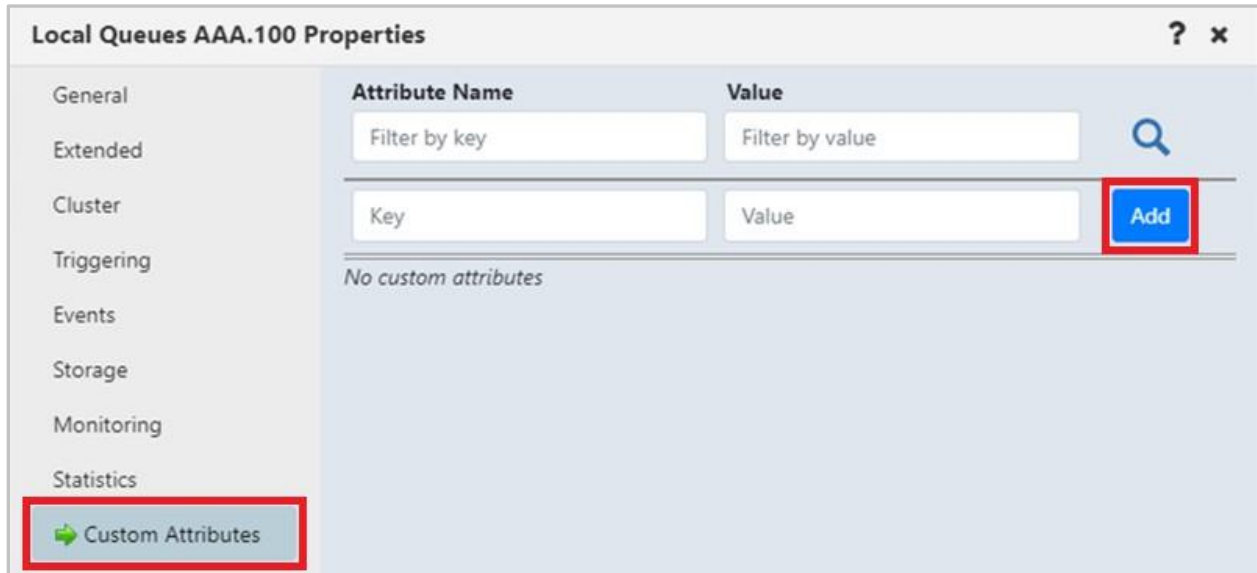 Local Queues AAA.100 Properties ? ×
General
Extended
Cluster
Triggering
Events
Storage
Monitoring
Statistics
Custom Attributes
Attribute Name Value
Filter by key Filter by value
Key Value Add
No custom attributes